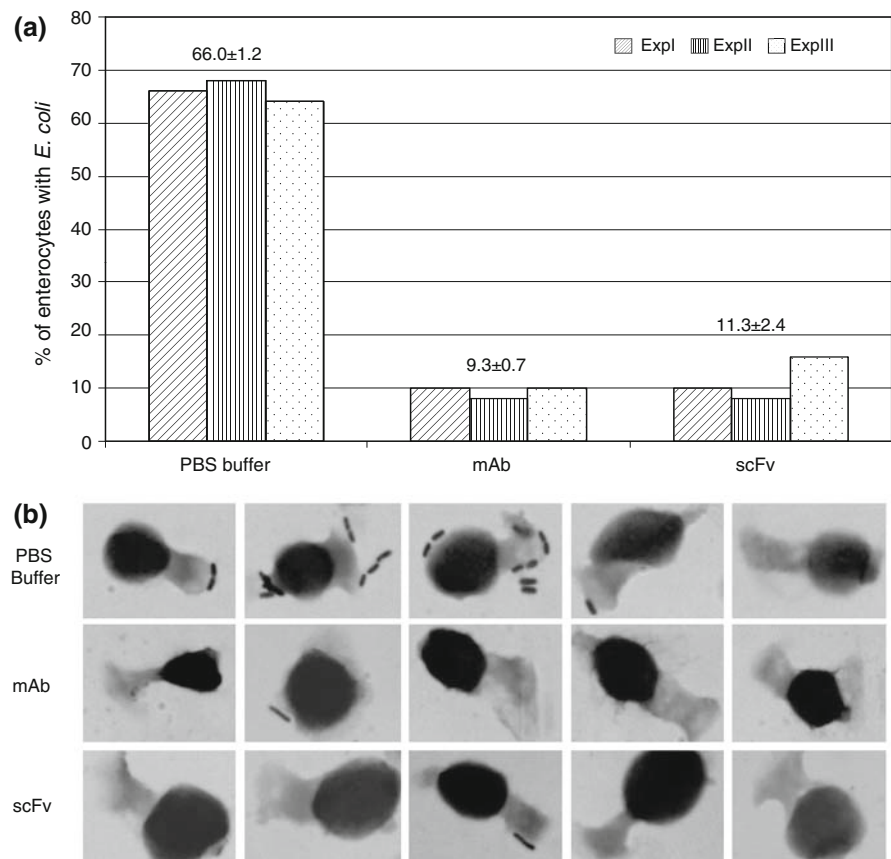 (a)
80
70
60
50
40
30
20
10
0
% of enterocytes with E. coli
ExpI ExpII ExpIII
66.0±1.2
9.3±0.7
11.3±2.4
PBS buffer mAb scFv
(b)
PBS
Buffer
mAb
scFv